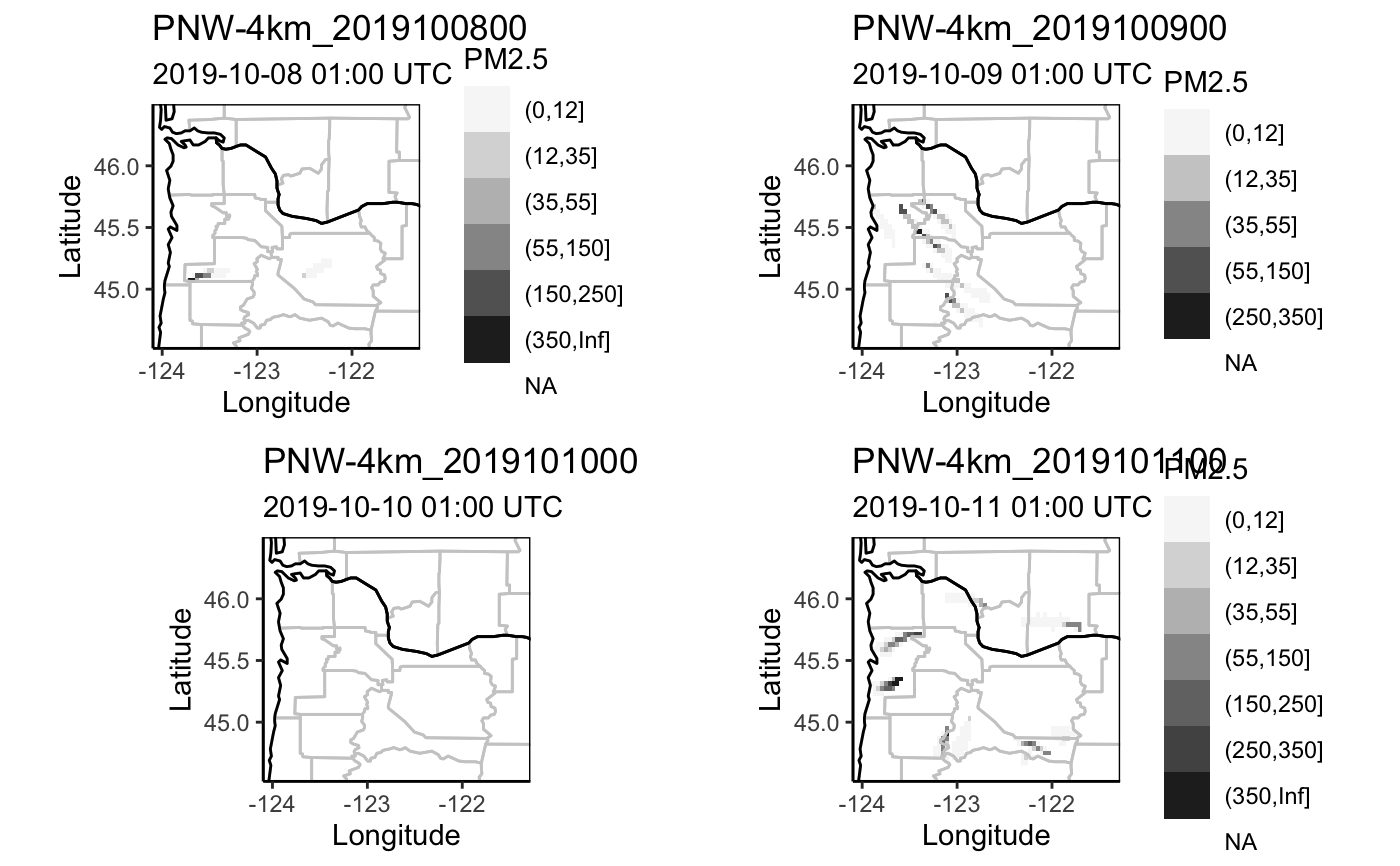 PNW-4km_2019100800
2019-10-08 01:00 UTC
PM2.5
(0,12]
(12,35]
(35,55]
(55,150]
(150,250]
(350,Inf]
NA
Latitude
46.0
45.5
45.0
-124 -123 -122
Longitude
PNW-4km_2019100900
2019-10-09 01:00 UTC
PM2.5
(0,12]
(12,35]
(35,55]
(55,150]
(250,350]
NA
Latitude
46.0
45.5
45.0
-124 -123 -122
Longitude
PNW-4km_2019101000
2019-10-10 01:00 UTC
Latitude
46.0
45.5
45.0
-124 -123 -122
Longitude
PNW-4km_2019101100
2019-10-11 01:00 UTC
PM2.5
(0,12]
(12,35]
(35,55]
(55,150]
(150,250]
(250,350]
(350,Inf]
NA
Latitude
46.0
45.5
45.0
-124 -123 -122
Longitude